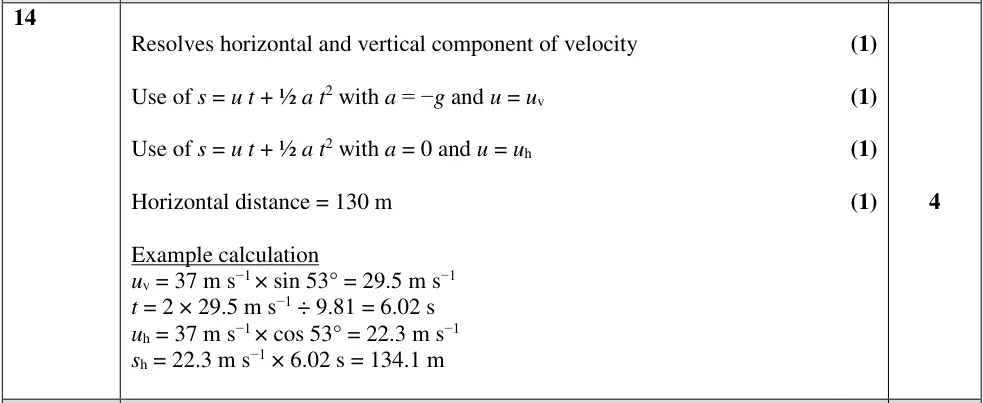 14
Resolves horizontal and vertical component of velocity (1)
Use of s = u t + ½ a t² with a = −g and u = uᵥ (1)
Use of s = u t + ½ a t² with a = 0 and u = uₕ (1)
Horizontal distance = 130 m (1) 4
Example calculation
uᵥ = 37 m s⁻¹ × sin 53° = 29.5 m s⁻¹
t = 2 × 29.5 m s⁻¹ ÷ 9.81 = 6.02 s
uₕ = 37 m s⁻¹ × cos 53° = 22.3 m s⁻¹
sₕ = 22.3 m s⁻¹ × 6.02 s = 134.1 m